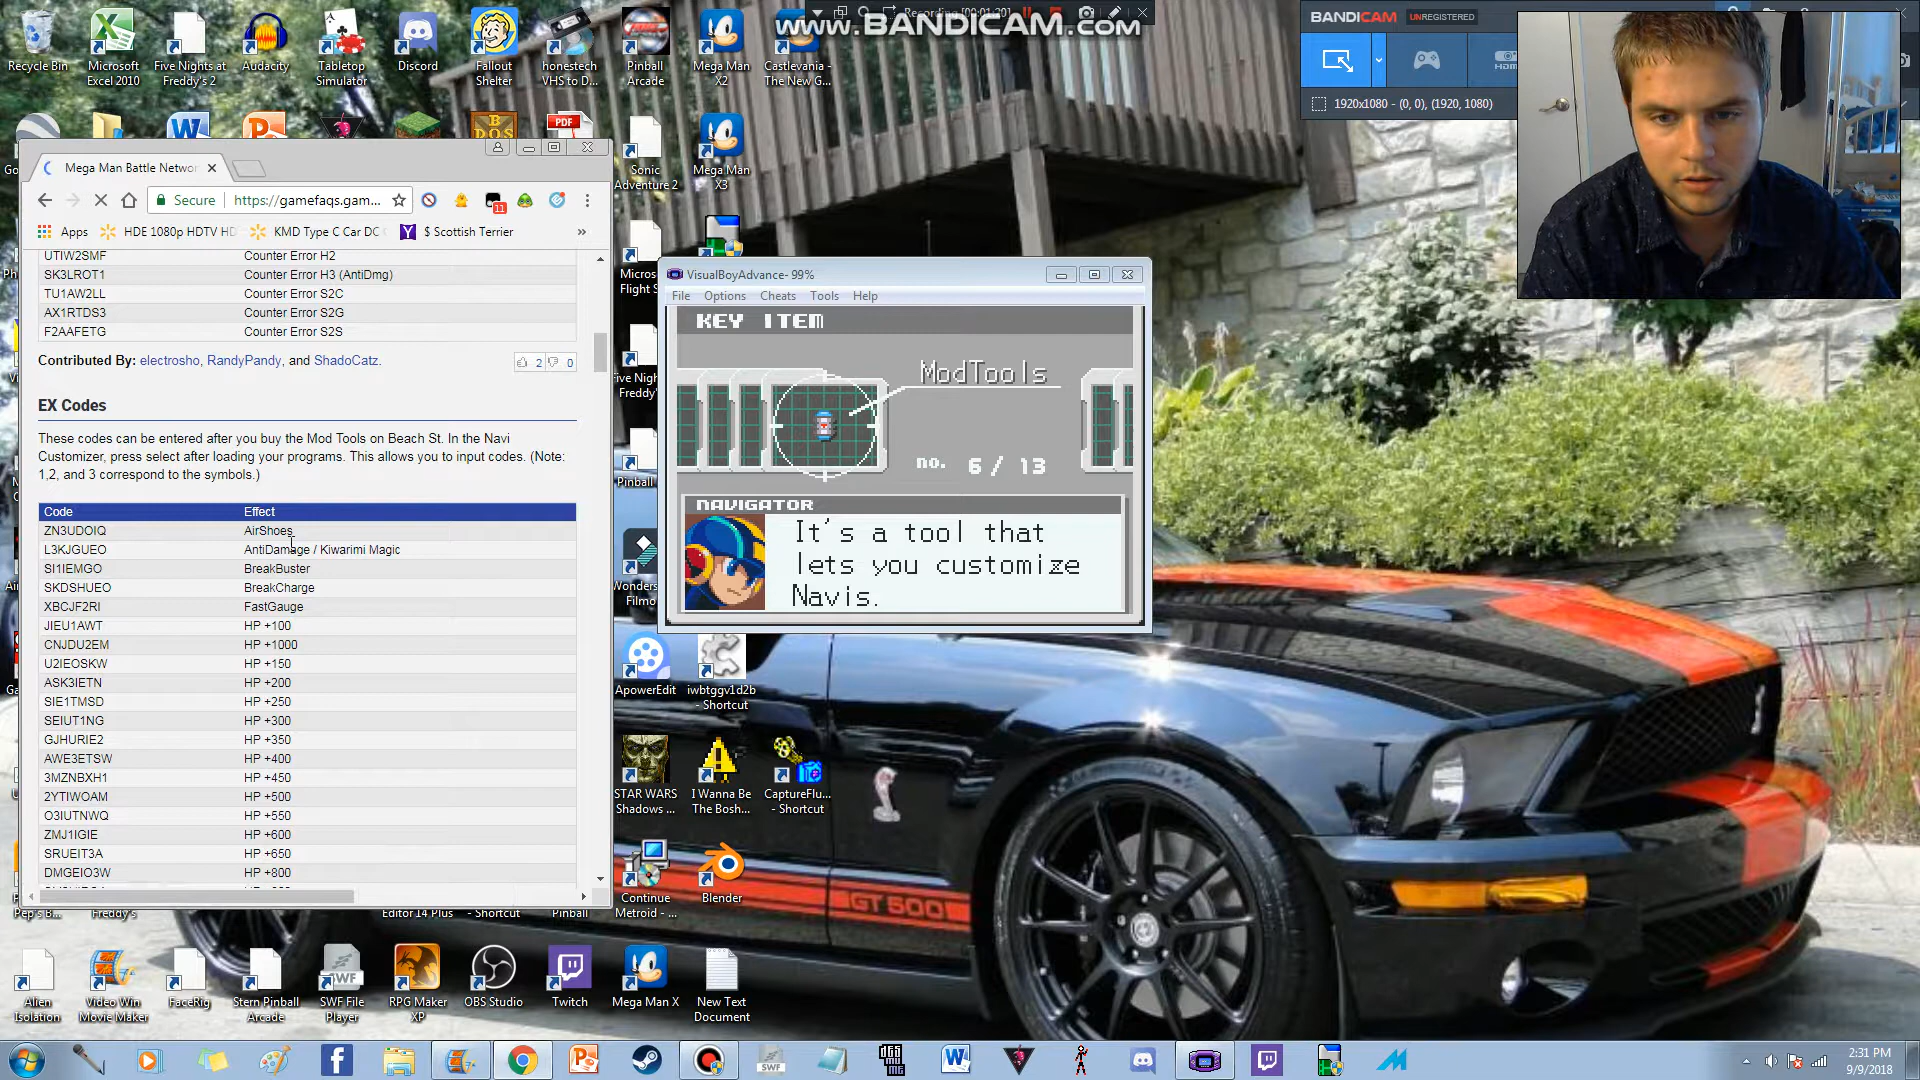 Recycle Bin
Microsoft Excel 2010
Five Nights at Freddy's 2
Audacity
Tabletop Simulator
Discord
Fallout Shelter
honestech VHS to D...
Pinball Arcade
Mega Man X2
Castlevania - The New G...
www.BANDICAM.com
Recording [00:01:20]
BANDICAM UNREGISTERED
1920x1080 - (0, 0), (1920, 1080)
Sonic Adventure 2
Mega Man X3
Mega Man Battle Networ
Secure
https://gamefaqs.gam...
11
Apps
HDE 1080p HDTV HD
KMD Type C Car DC
$ Scottish Terrier
»
UTIW2SMF Counter Error H2
SK3LROT1 Counter Error H3 (AntiDmg)
TU1AW2LL Counter Error S2C
AX1RTDS3 Counter Error S2G
F2AAFETG Counter Error S2S
Contributed By: electrosho, RandyPandy, and ShadoCatz.
2 0
EX Codes
These codes can be entered after you buy the Mod Tools on Beach St. In the Navi
Customizer, press select after loading your programs. This allows you to input codes. (Note:
1,2, and 3 correspond to the symbols.)
Code Effect
ZN3UDOIQ AirShoes
L3KJGUEO AntiDamage / Kiwarimi Magic
SI1IEMGO BreakBuster
SKDSHUEO BreakCharge
XBCJF2RI FastGauge
JIEU1AWT HP +100
CNJDU2EM HP +1000
U2IEOSKW HP +150
ASK3IETN HP +200
SIE1TMSD HP +250
SEIUT1NG HP +300
GJHURIE2 HP +350
AWE3ETSW HP +400
3MZNBXH1 HP +450
2YTIWOAM HP +500
O3IUTNWQ HP +550
ZMJ1IGIE HP +600
SRUEIT3A HP +650
DMGEIO3W HP +800
VisualBoyAdvance- 99%
File Options Cheats Tools Help
KEY ITEM
ModTools
no. 6 / 13
NAVIGATOR
It's a tool that
lets you customize
Navis.
ApowerEdit
iwbtggv1d2b - Shortcut
STAR WARS Shadows ...
I Wanna Be The Bosh...
CaptureFlu... - Shortcut
Continue Metroid - ...
Blender
GT 500
Pep's B...
Freddy's
Editor 14 Plus
- Shortcut
Pinball
Alien Isolation
Video Win Movie Maker
FaceRig
Stern Pinball Arcade
SWF File Player
RPG Maker XP
OBS Studio
Twitch
Mega Man X
New Text Document
2:31 PM
9/9/2018